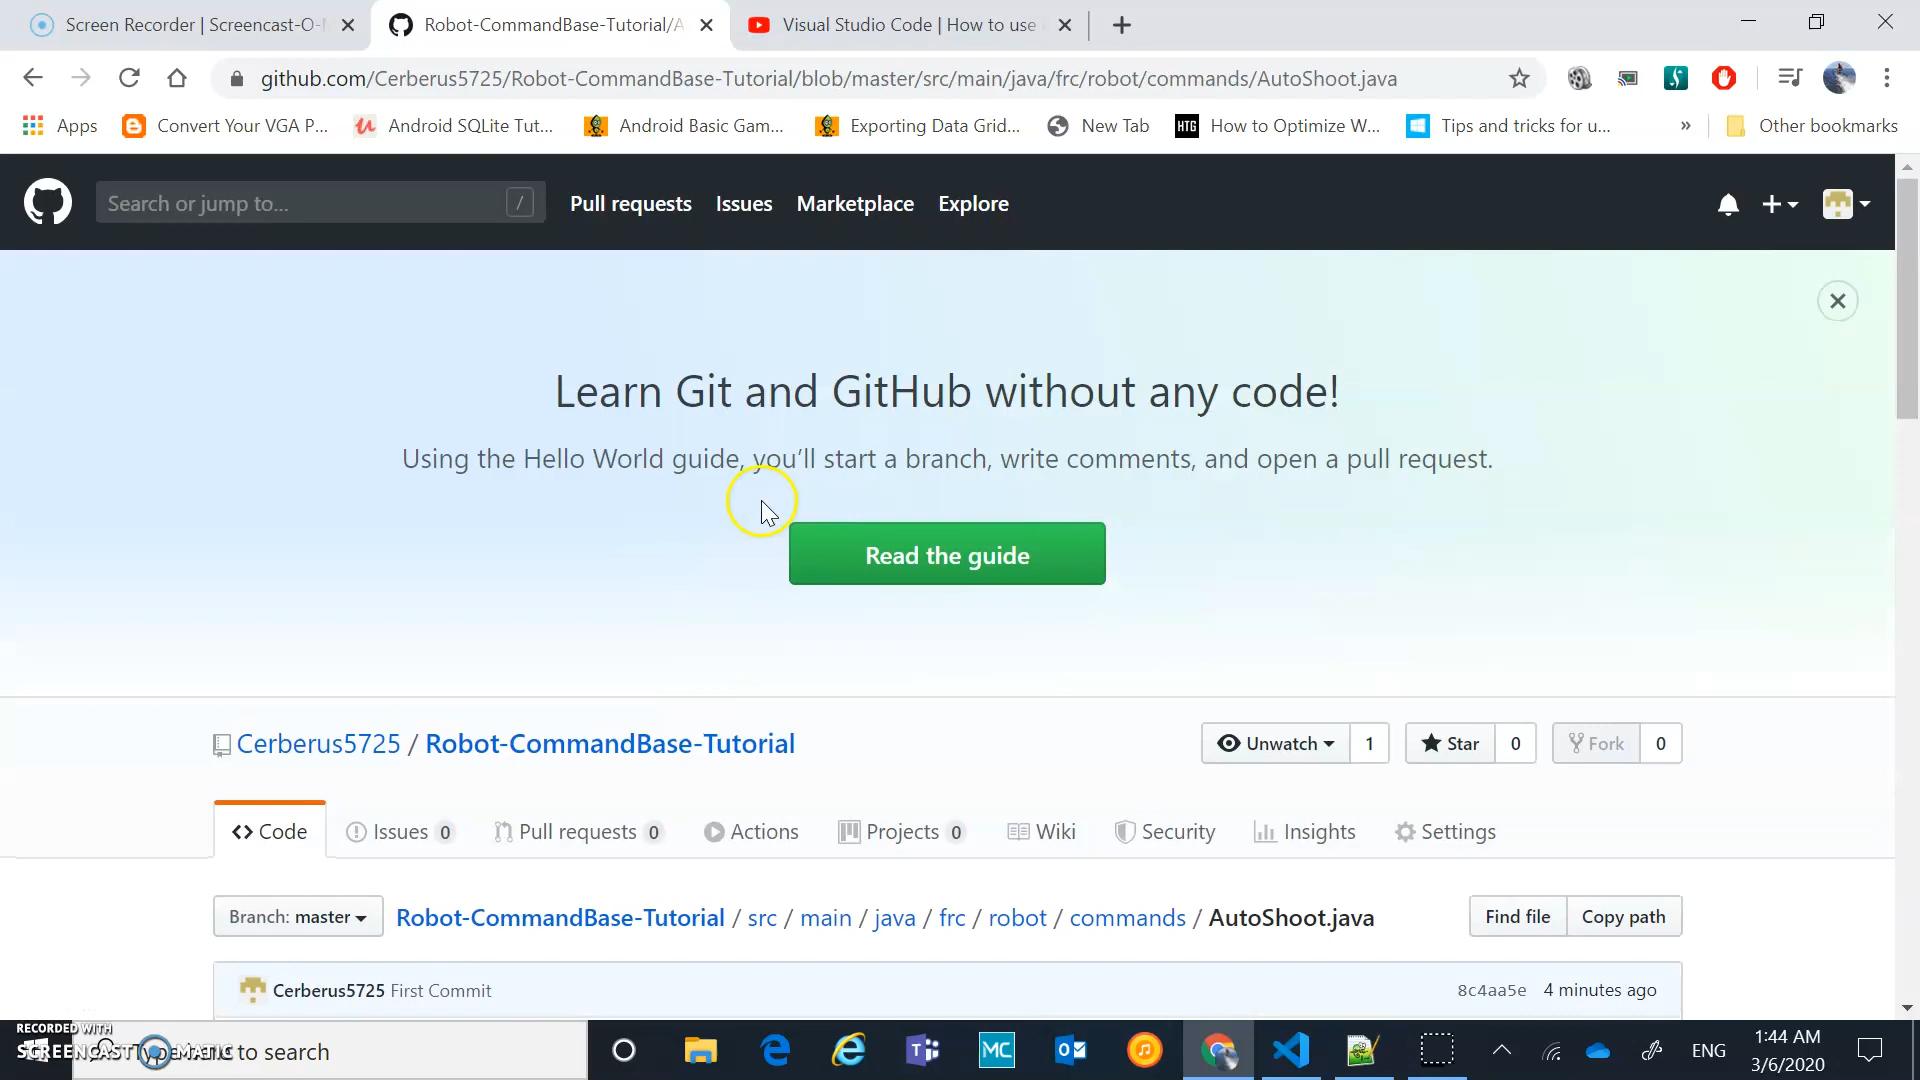 Screen Recorder | Screencast-O-
Robot-CommandBase-Tutorial/A
Visual Studio Code | How to use
github.com/Cerberus5725/Robot-CommandBase-Tutorial/blob/master/src/main/java/frc/robot/commands/AutoShoot.java
Apps
Convert Your VGA P...
Android SQLite Tut...
Android Basic Gam...
Exporting Data Grid...
New Tab
HTG How to Optimize W...
Tips and tricks for u...
»
Other bookmarks
Search or jump to... /
Pull requests Issues Marketplace Explore
Learn Git and GitHub without any code!
Using the Hello World guide, you'll start a branch, write comments, and open a pull request.
Read the guide
Cerberus5725 / Robot-CommandBase-Tutorial
Unwatch 1
Star 0
Fork 0
Code
Issues 0
Pull requests 0
Actions
Projects 0
Wiki
Security
Insights
Settings
Branch: master
Robot-CommandBase-Tutorial / src / main / java / frc / robot / commands / AutoShoot.java
Find file Copy path
Cerberus5725 First Commit
8c4aa5e 4 minutes ago
RECORDED WITH
SCREENCAST MATIC
to search
MC
ENG
1:44 AM
3/6/2020